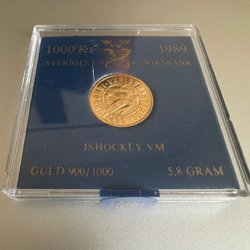 1000 Kr 1989
SVERIGES RIKSBANK
ISHOCKEY VM
GULD 900/1000 5,8 GRAM